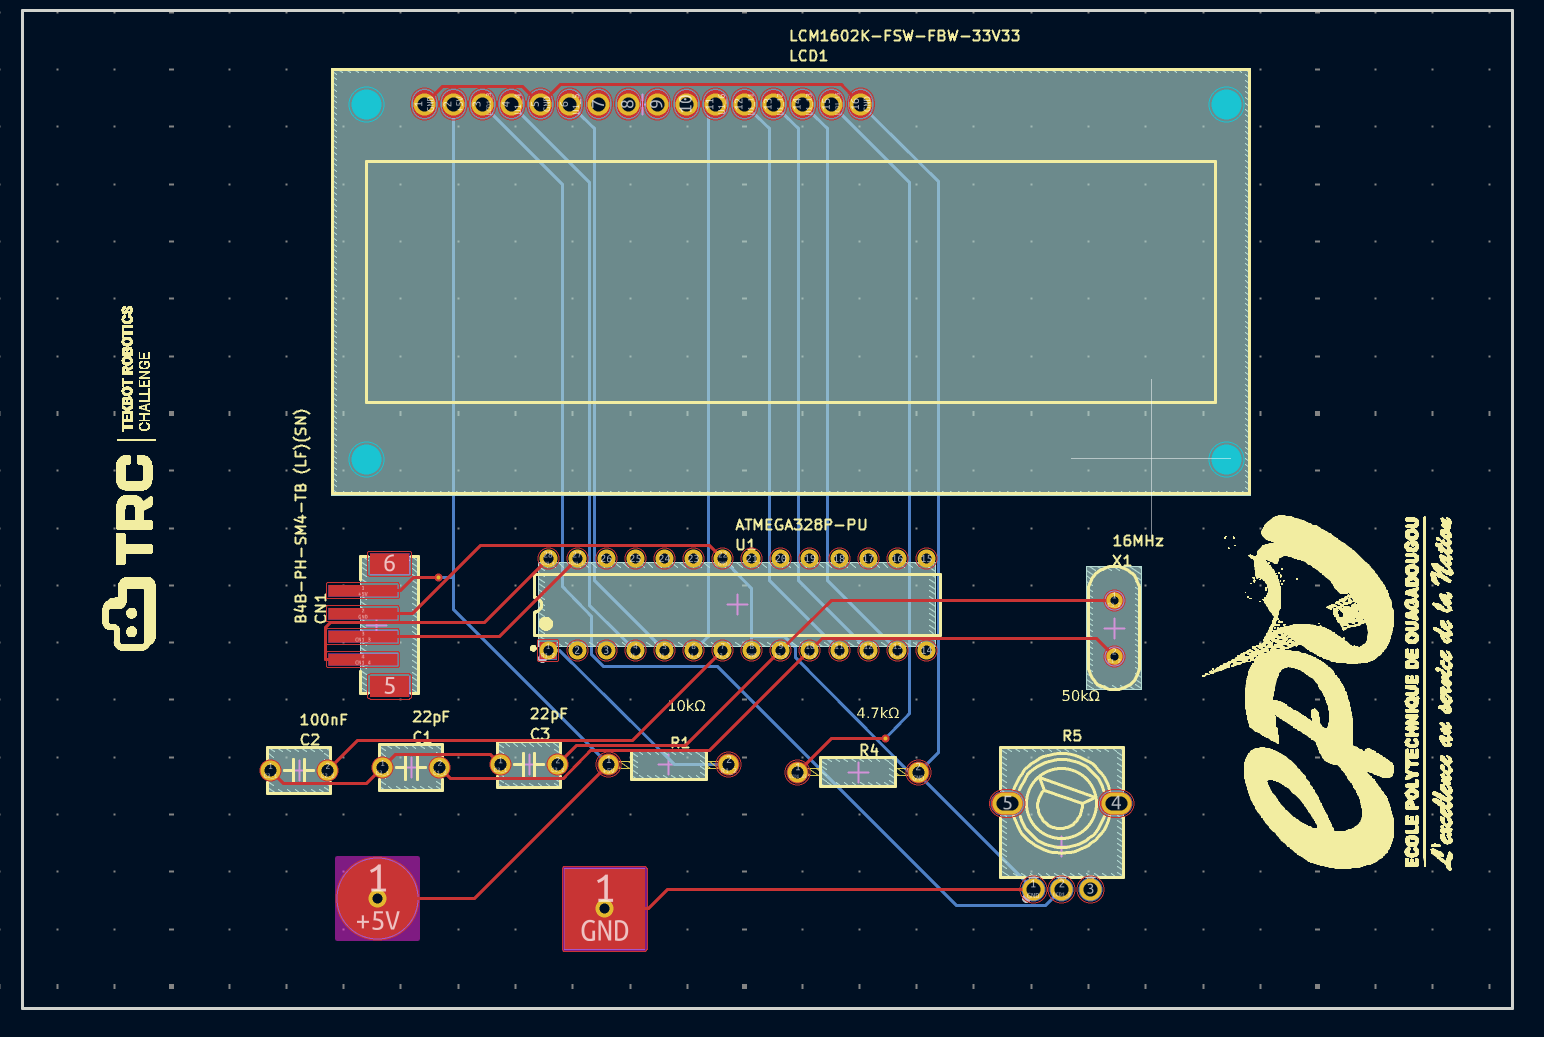 LCM1602K-FSW-FBW-33V33
LCD1
TEKBOT ROBOTICS
CHALLENGE
TRC
B4B-PH-SM4-TB (LF)(SN)
CN1
6
5
ATMEGA328P-PU
U1
16MHz
X1
50kΩ
10kΩ
4.7kΩ
100nF
C2
22pF
C1
22pF
C3
R1
R4
R5
5
4
1
2
3
1
+5V
1
GND
ECOLE POLYTECHNIQUE DE OUAGADOUGOU
L'excellence au service de la Nation